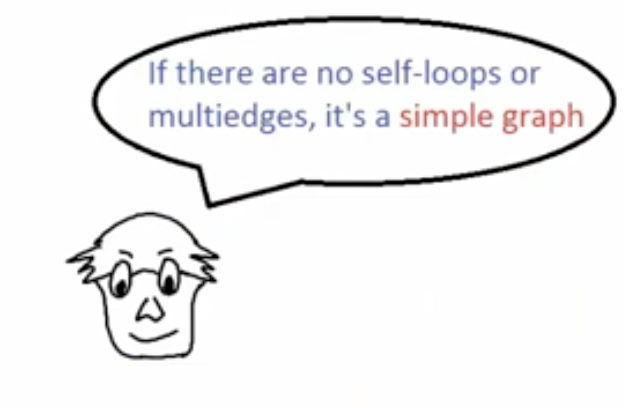 If there are no self-loops or
multiedges, it's a simple graph